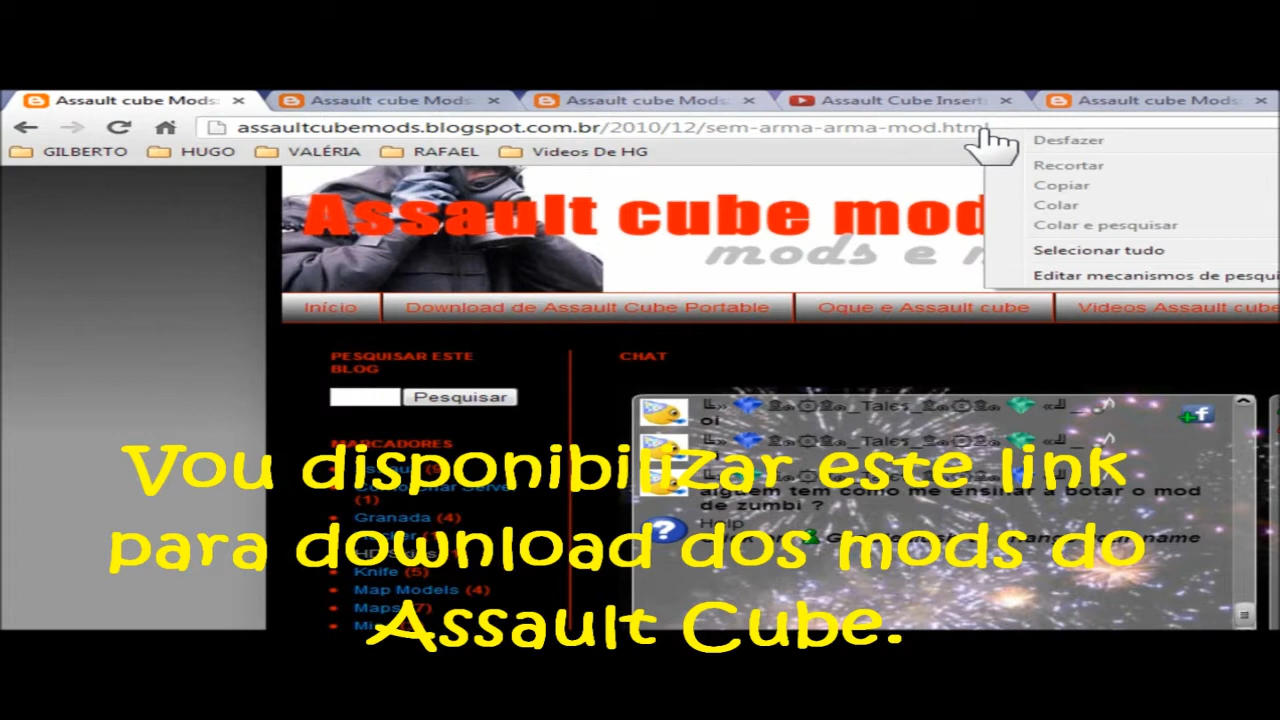 Assault cube Mods:
Assault cube Mods:
Assault cube Mods:
Assault Cube Insert
Assault cube Mods:
assaultcubemods.blogspot.com.br/2010/12/sem-arma-arma-mod.html
GILBERTO
HUGO
VALÉRIA
RAFAEL
Videos De HG
Desfazer
Recortar
Copiar
Colar
Colar e pesquisar
Selecionar tudo
Editar mecanismos de pesqui
Assault cube mod
mods e
Início
Download de Assault Cube Portable
Oque e Assault cube
Videos Assault cube
PESQUISAR ESTE
BLOG
Pesquisar
MARCADORES
(1)
Granada (4)
Knife (5)
Map Models (4)
Maps (7)
CHAT
_Tales_
oi
_Tales_
alguem tem como me ensinar a botar o mod
de zumbi ?
Help
name
Vou disponibilizar este link
para download dos mods do
Assault Cube.